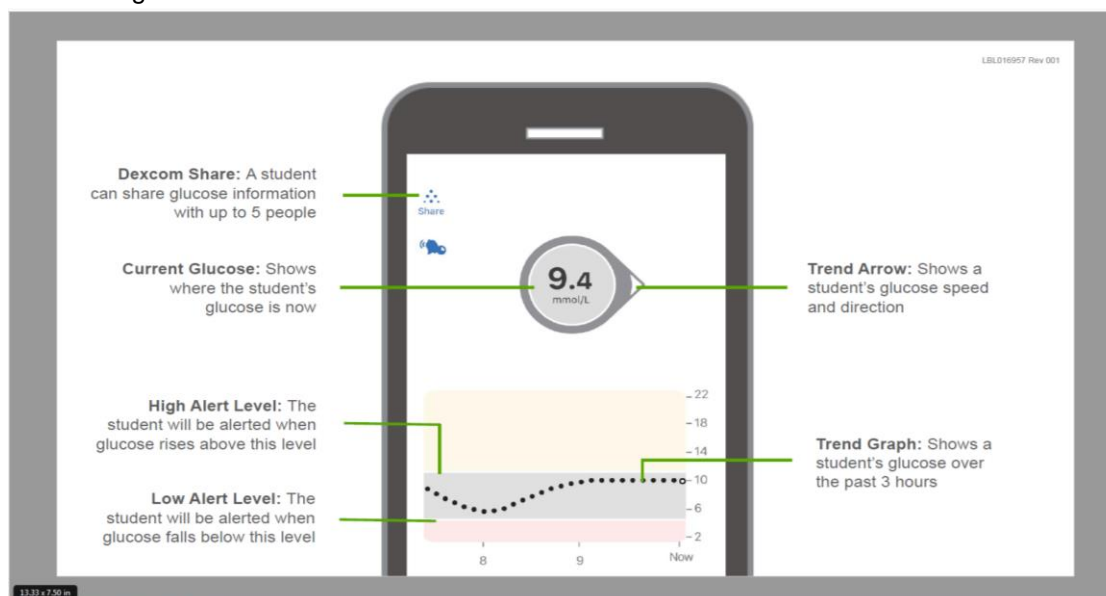 LBL016957 Rev 001
Dexcom Share: A student
can share glucose information
with up to 5 people
Share
Current Glucose: Shows
where the student's
glucose is now
9.4
mmol/L
Trend Arrow: Shows a
student's glucose speed
and direction
High Alert Level: The
student will be alerted when
glucose rises above this level
Low Alert Level: The
student will be alerted when
glucose falls below this level
22
18
14
10
6
2
8
9
Now
Trend Graph: Shows a
student's glucose over
the past 3 hours
13.33 x 7.50 in